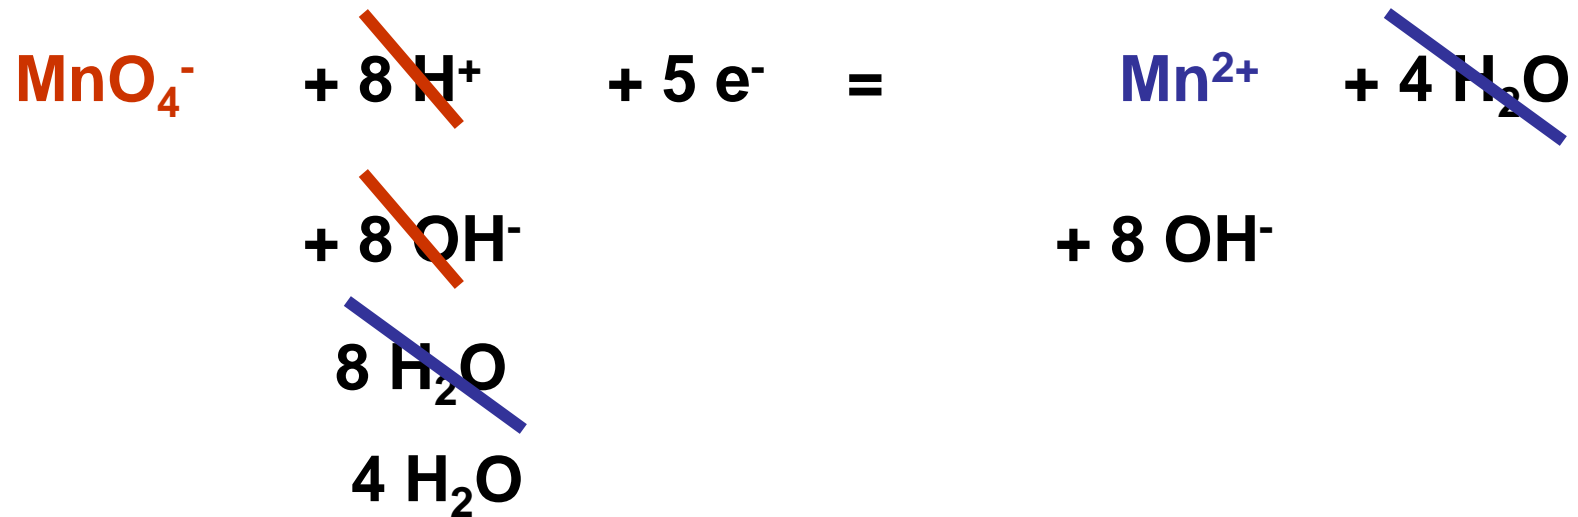 MnO₄⁻ + 8 H⁺ + 5 e⁻ = Mn²⁺ + 4 H₂O
+ 8 OH⁻ + 8 OH⁻
8 H₂O
4 H₂O